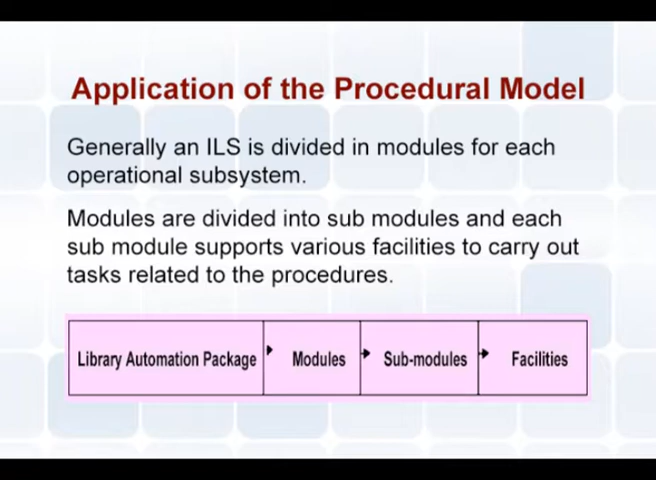 Application of the Procedural Model
Generally an ILS is divided in modules for each
operational subsystem.
Modules are divided into sub modules and each
sub module supports various facilities to carry out
tasks related to the procedures.
Library Automation Package Modules Sub-modules Facilities